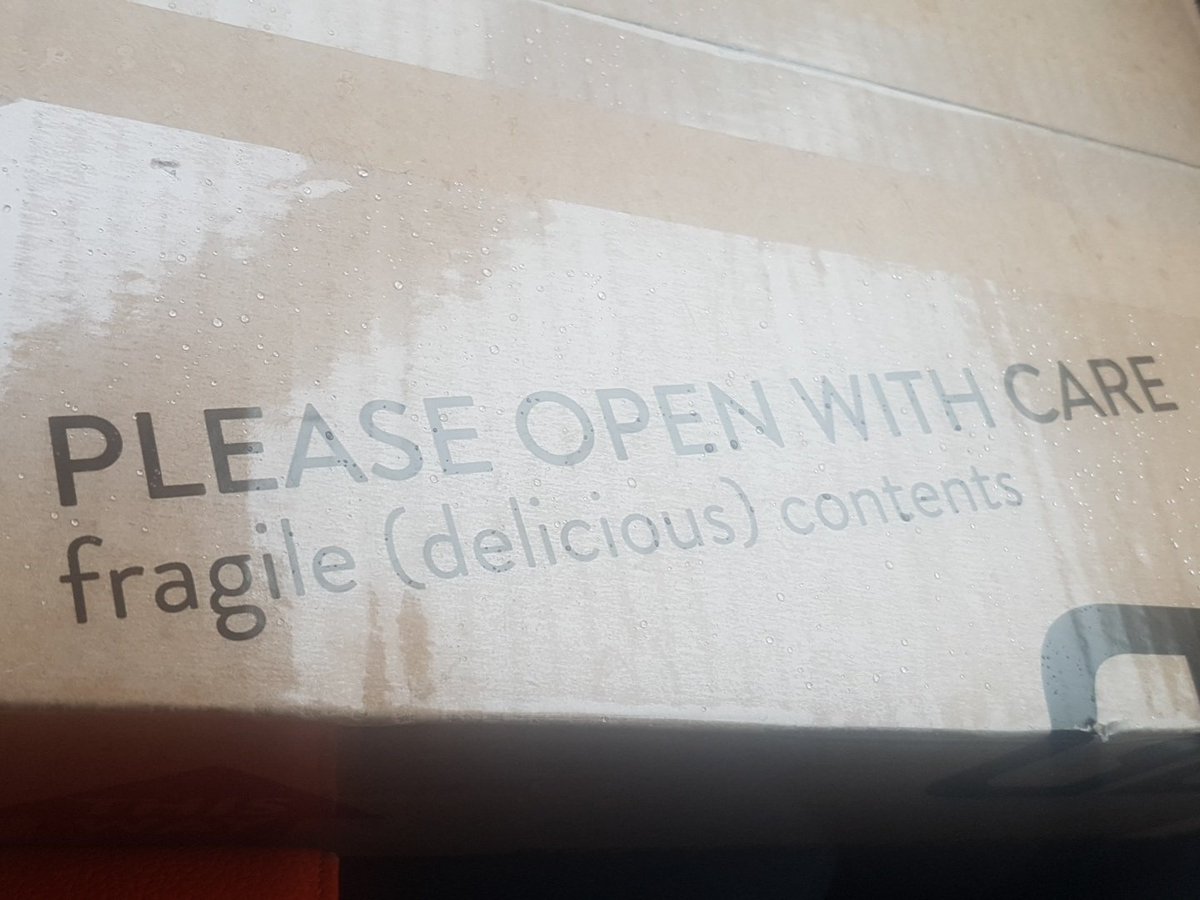 PLEASE OPEN WITH CARE
fragile (delicious) contents